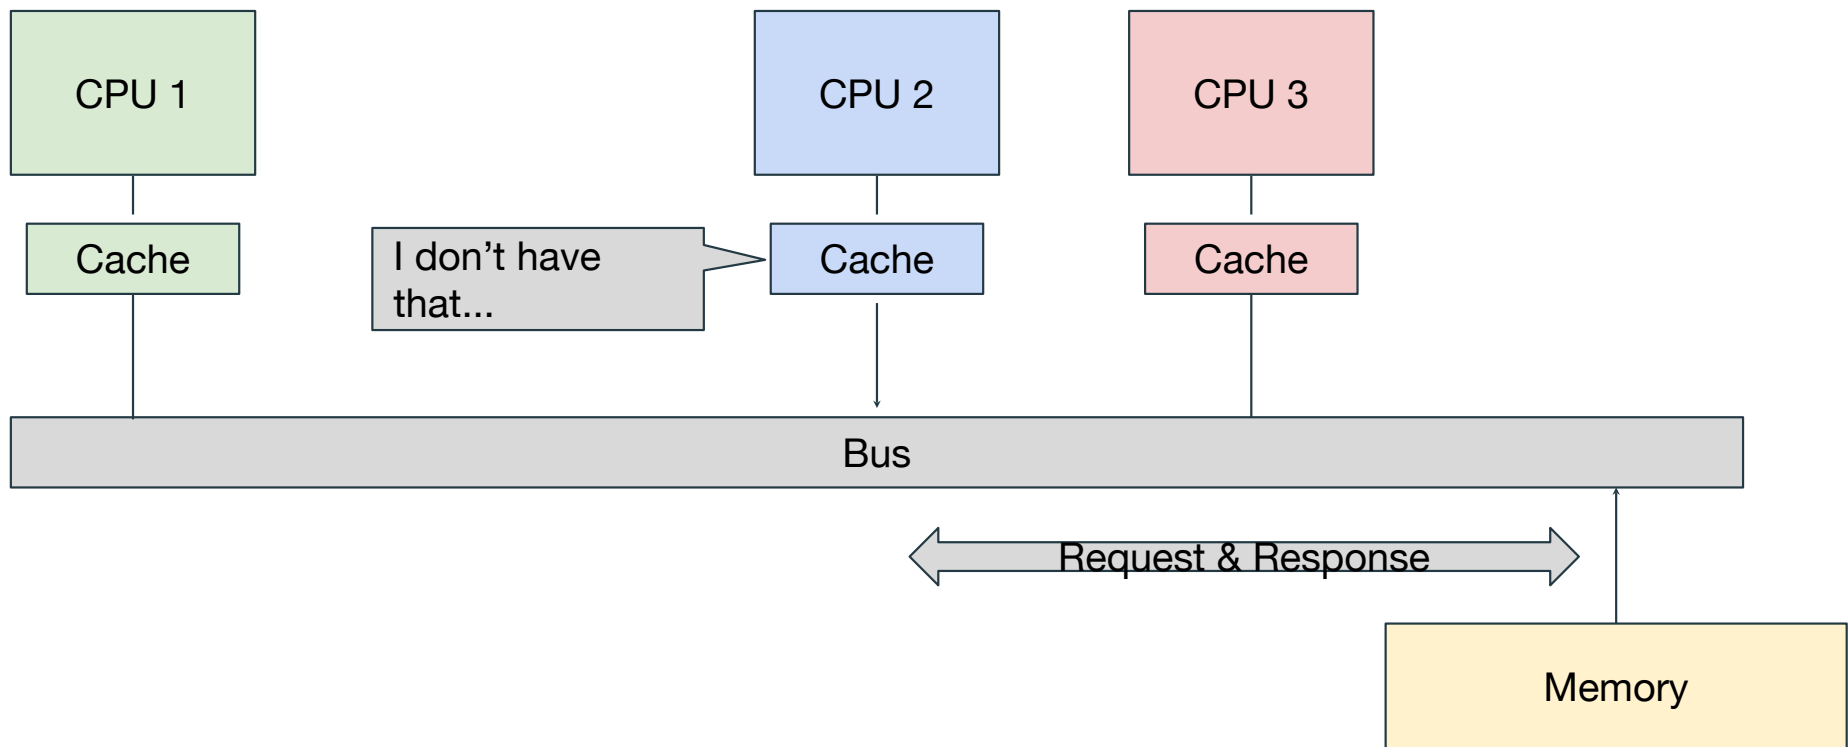 CPU 1
CPU 2
CPU 3
Cache
I don’t have
that...
Cache
Cache
Bus
Request & Response
Memory